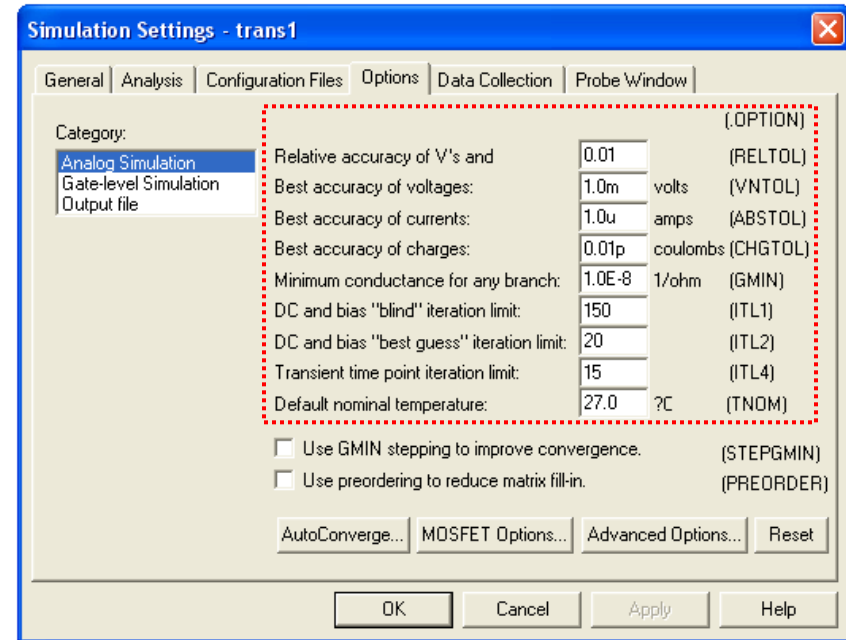 Simulation Settings - trans1
General Analysis Configuration Files Options Data Collection Probe Window
(.OPTION)
Category:
Analog Simulation
Gate-level Simulation
Output file
Relative accuracy of V's and 0.01 (RELTOL)
Best accuracy of voltages: 1.0m volts (VNTOL)
Best accuracy of currents: 1.0u amps (ABSTOL)
Best accuracy of charges: 0.01p coulombs (CHGTOL)
Minimum conductance for any branch: 1.0E-8 1/ohm (GMIN)
DC and bias "blind" iteration limit: 150 (ITL1)
DC and bias "best guess" iteration limit: 20 (ITL2)
Transient time point iteration limit: 15 (ITL4)
Default nominal temperature: 27.0 ?C (TNOM)
Use GMIN stepping to improve convergence. (STEPGMIN)
Use preordering to reduce matrix fill-in. (PREORDER)
AutoConverge... MOSFET Options... Advanced Options... Reset
OK Cancel Apply Help